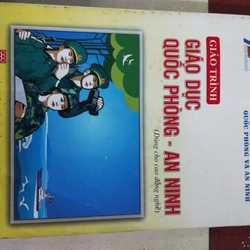 GIÁO TRÌNH
GIÁO DỤC
QUỐC PHÒNG - AN NINH
(Dùng cho cao đẳng nghề)
QUỐC PHÒNG VÀ AN NINH